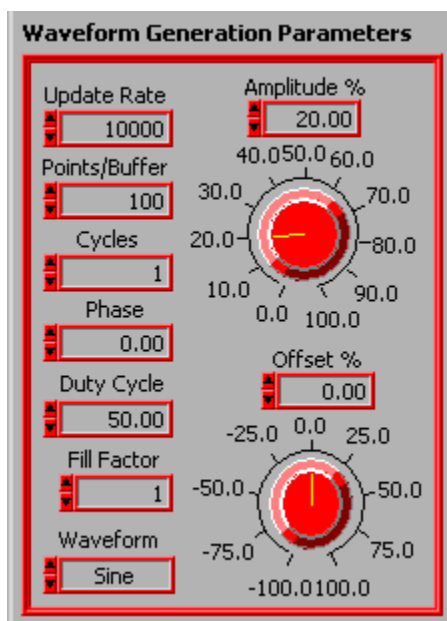 Waveform Generation Parameters
Update Rate
10000
Points/Buffer
100
Cycles
1
Phase
0.00
Duty Cycle
50.00
Fill Factor
1
Waveform
Sine
Amplitude %
20.00
40.0 50.0 60.0
30.0 70.0
20.0 80.0
10.0 90.0
0.0 100.0
Offset %
0.00
-25.0 0.0 25.0
-50.0 50.0
-75.0 75.0
-100.0 100.0